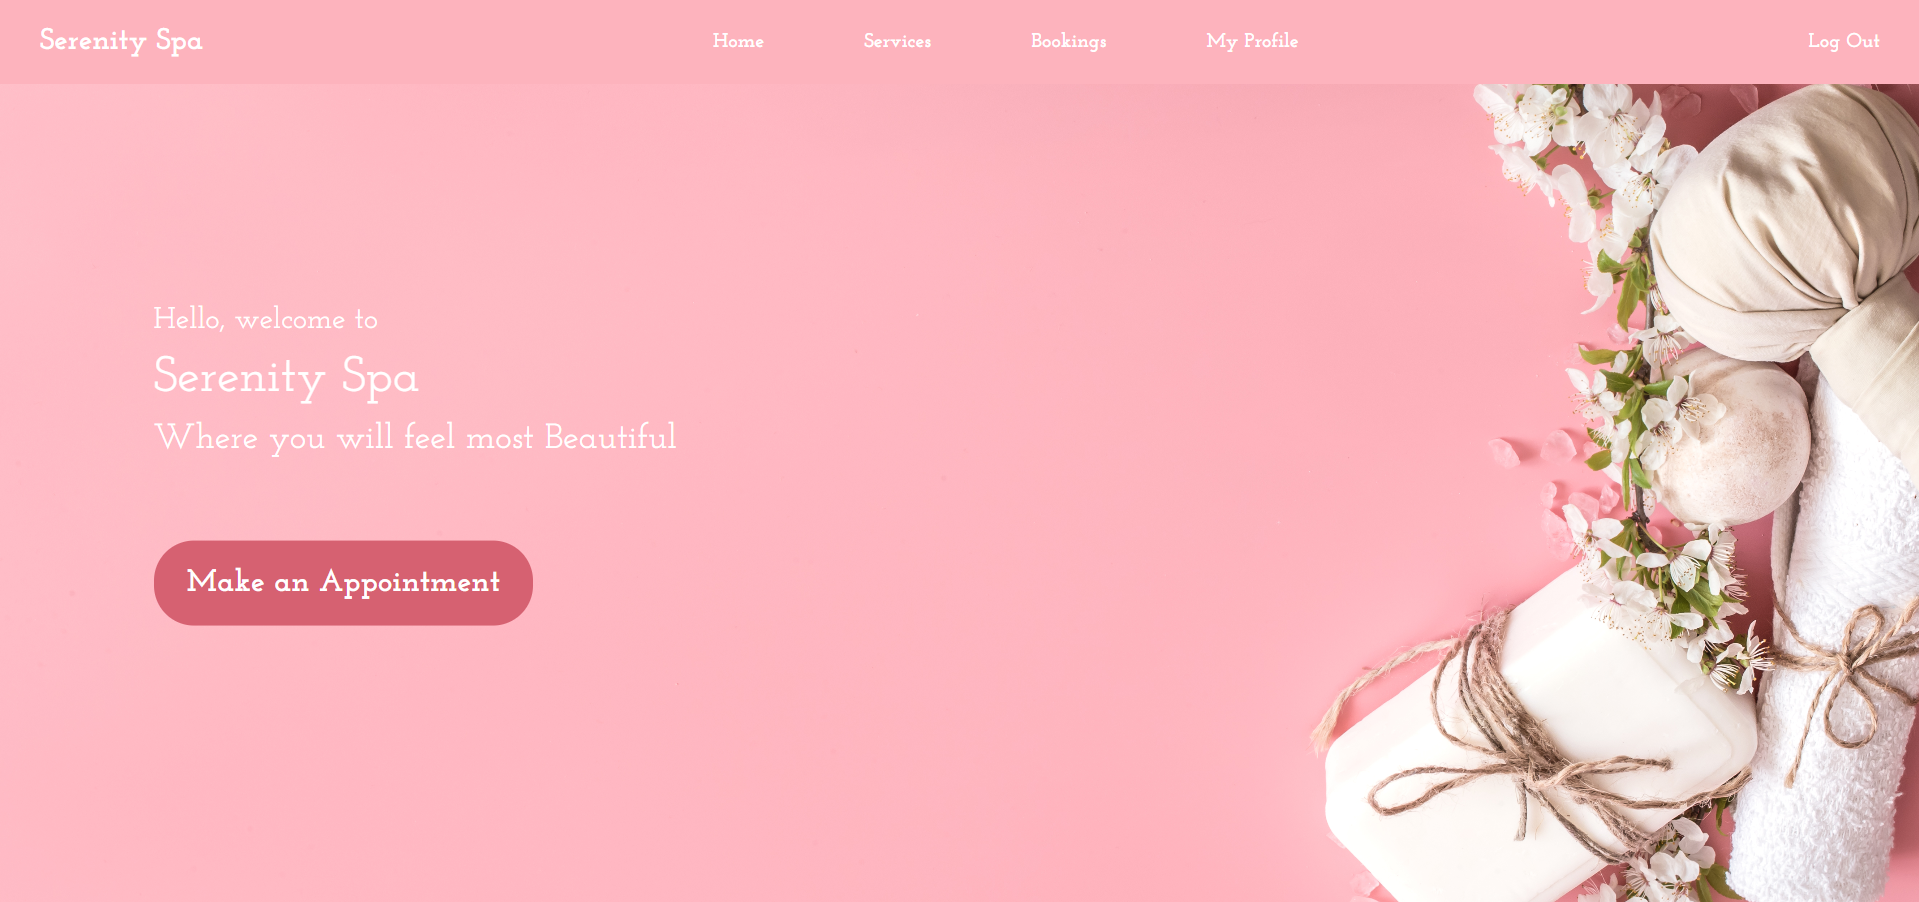 Serenity Spa
Home
Services
Bookings
My Profile
Log Out
Hello, welcome to
Serenity Spa
Where you will feel most Beautiful
Make an Appointment